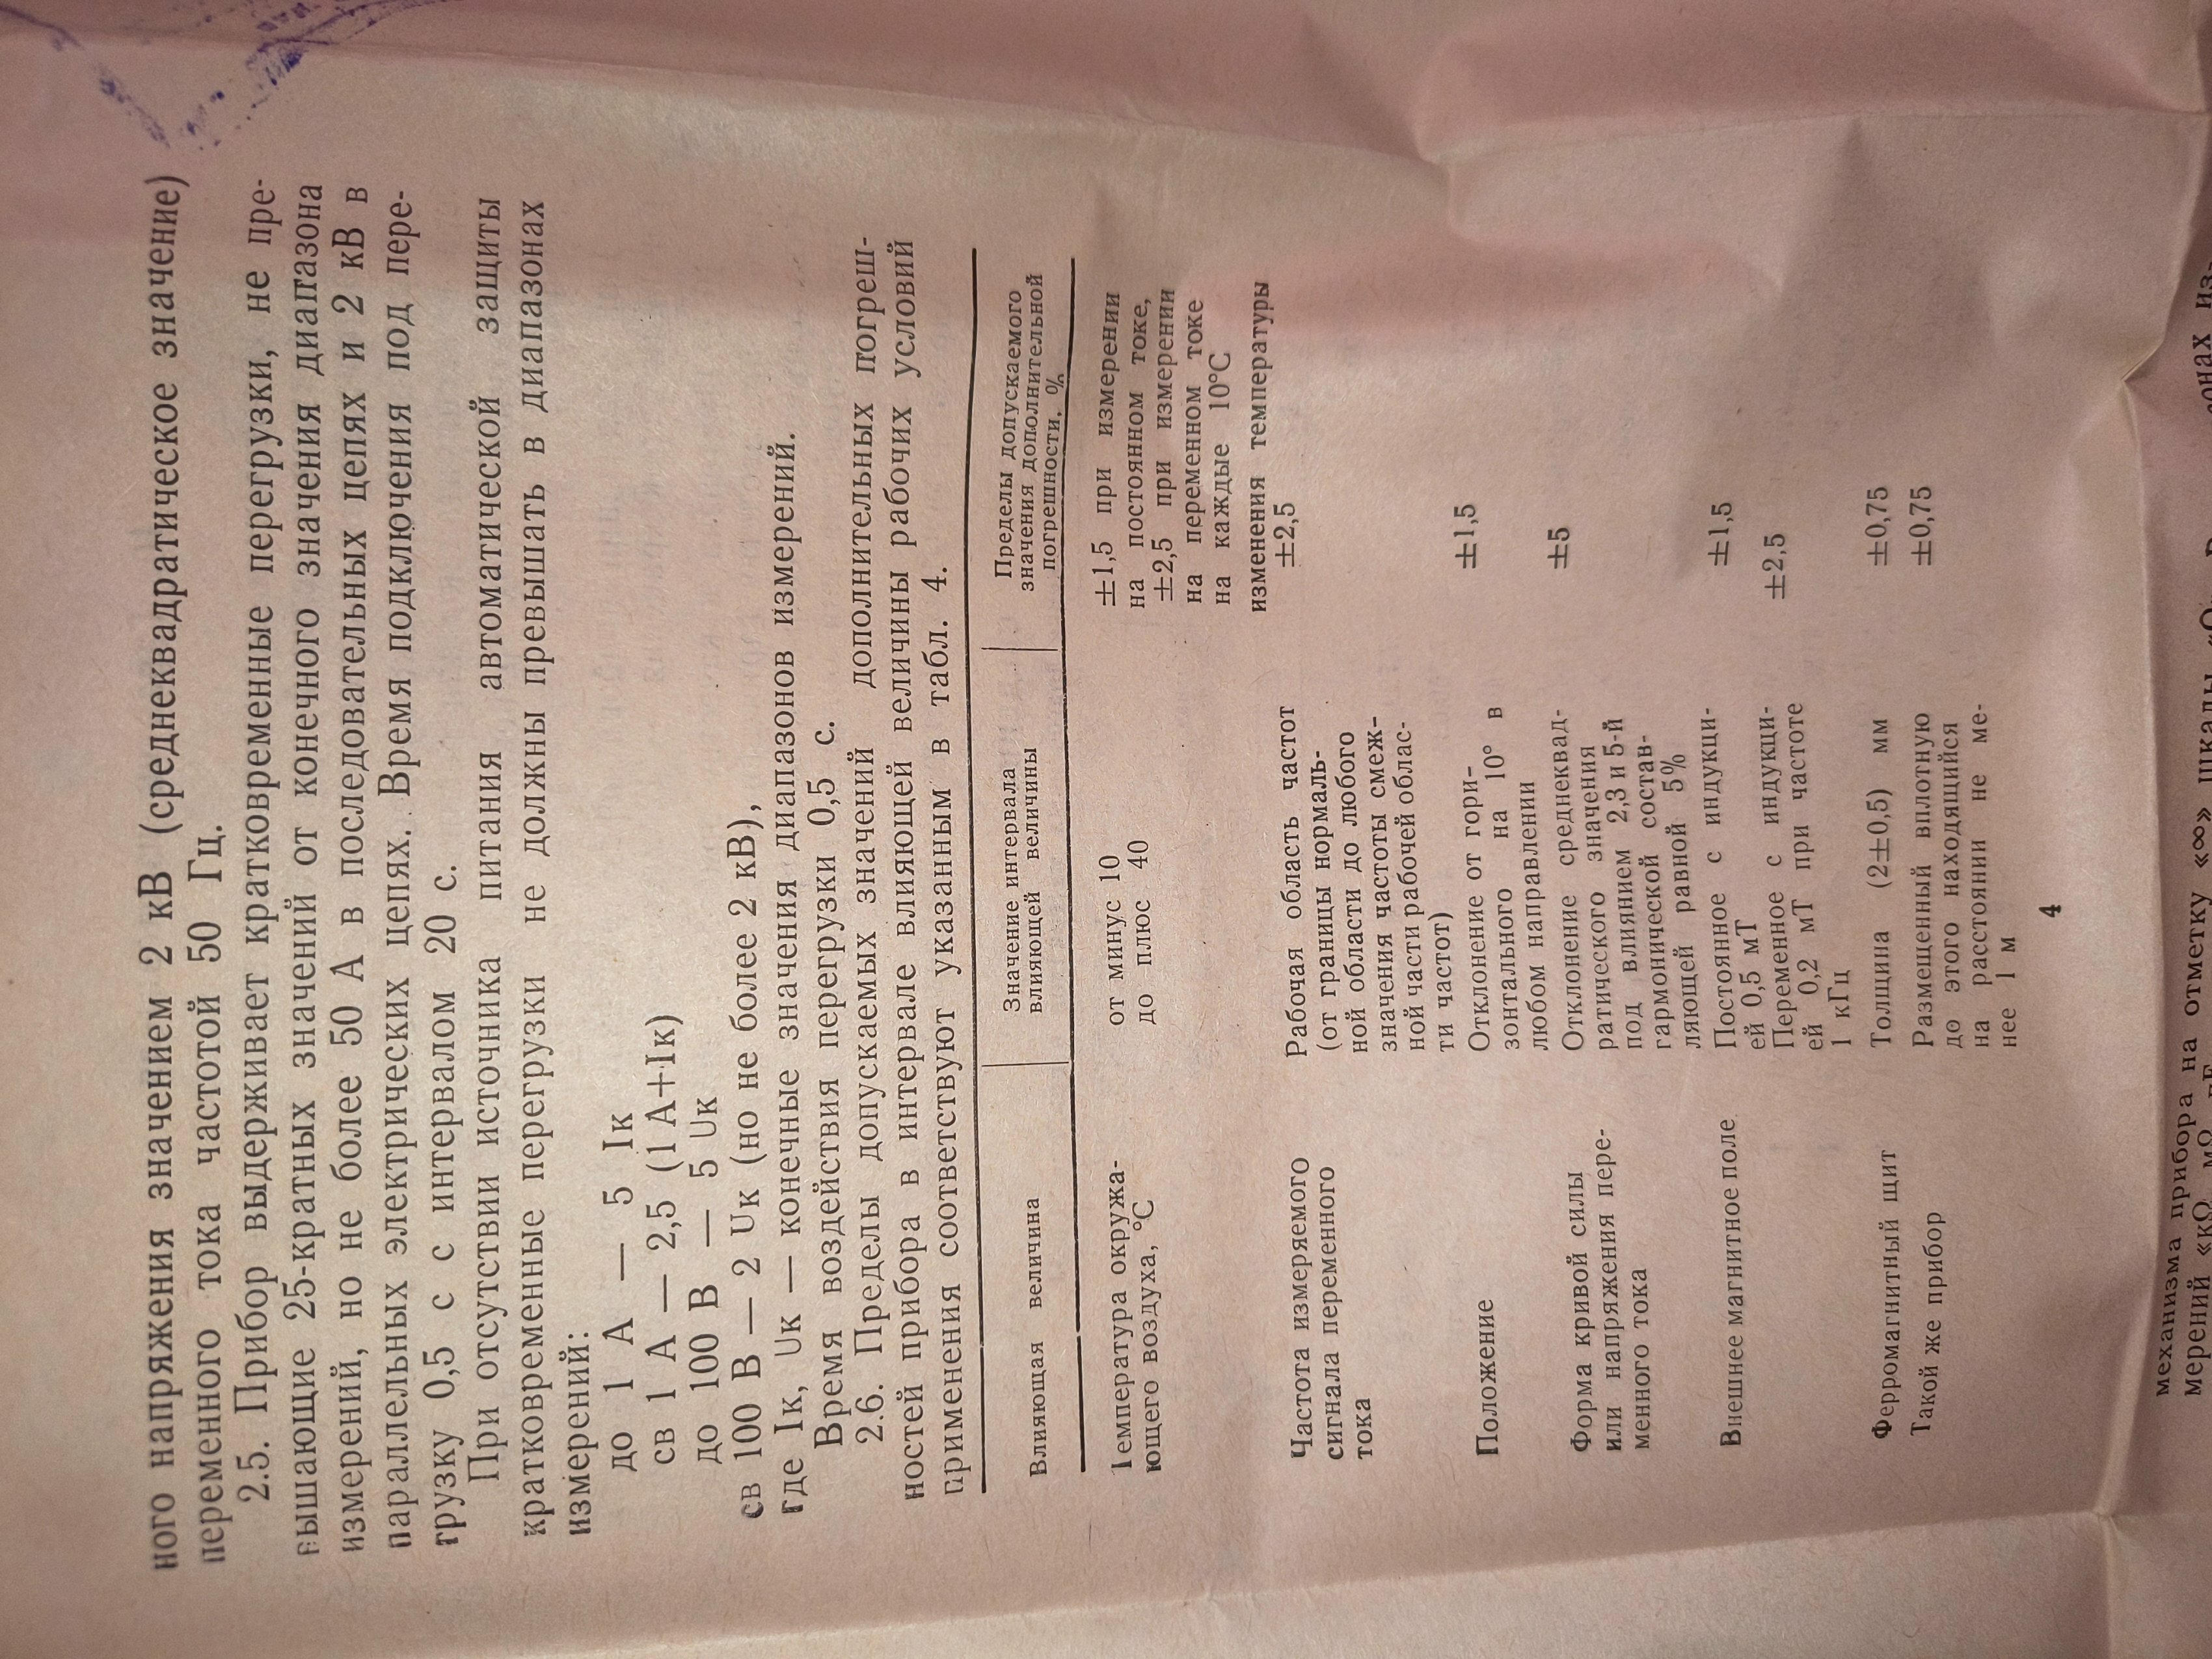 ного напряжения значением 2 кВ (среднеквадратическое значение)
переменного тока частотой 50 Гц.
2.5. Прибор выдерживает кратковременные перегрузки, не пре-
вышающие 25-кратных значений от конечного значения диапазона
измерений, но не более 50 А в последовательных цепях и 2 кВ в
параллельных электрических цепях. Время подключения под пере-
грузку 0,5 с с интервалом 20 с.
При отсутствии источника питания автоматической защиты
кратковременные перегрузки не должны превышать в диапазонах
измерений:
до 1 А — 5 Iк
св 1 А — 2,5 (1 А+Iк)
до 100 В — 5 Uк
св 100 В — 2 Uк (но не более 2 кВ),
где Iк, Uк — конечные значения диапазонов измерений.
Время воздействия перегрузки 0,5 с.
2.6. Пределы допускаемых значений дополнительных погреш-
ностей прибора в интервале влияющей величины рабочих условий
применения соответствуют указанным в табл. 4.
Влияющая величина
Значение интервала
влияющей величины
Пределы допускаемого
значения дополнительной
погрешности, %
Температура окружа-
ющего воздуха, °С
от минус 10
до плюс 40
±1,5 при измерении
на постоянном токе,
±2,5 при измерении
на переменном токе
на каждые 10°С
изменения температуры
Частота измеряемого
сигнала переменного
тока
Рабочая область частот
(от границы нормаль-
ной области до любого
значения частоты смеж-
ной части рабочей облас-
ти частот)
±2,5
Положение
Отклонение от гори-
зонтального на 10° в
любом направлении
±1,5
Форма кривой силы
или напряжения пере-
менного тока
Отклонение среднеквад-
ратического значения
под влиянием 2,3 и 5-й
гармонической состав-
ляющей равной 5%
±5
Внешнее магнитное поле
Постоянное с индукци-
ей 0,5 мТ
±1,5
Переменное с индукци-
ей 0,2 мТ при частоте
1 кГц
±2,5
Ферромагнитный щит
Толщина (2±0,5) мм
±0,75
Такой же прибор
Размещенный вплотную
до этого находящийся
на расстоянии не ме-
нее 1 м
±0,75
4
механизма прибора на отметку «∞» шкалы
мерений